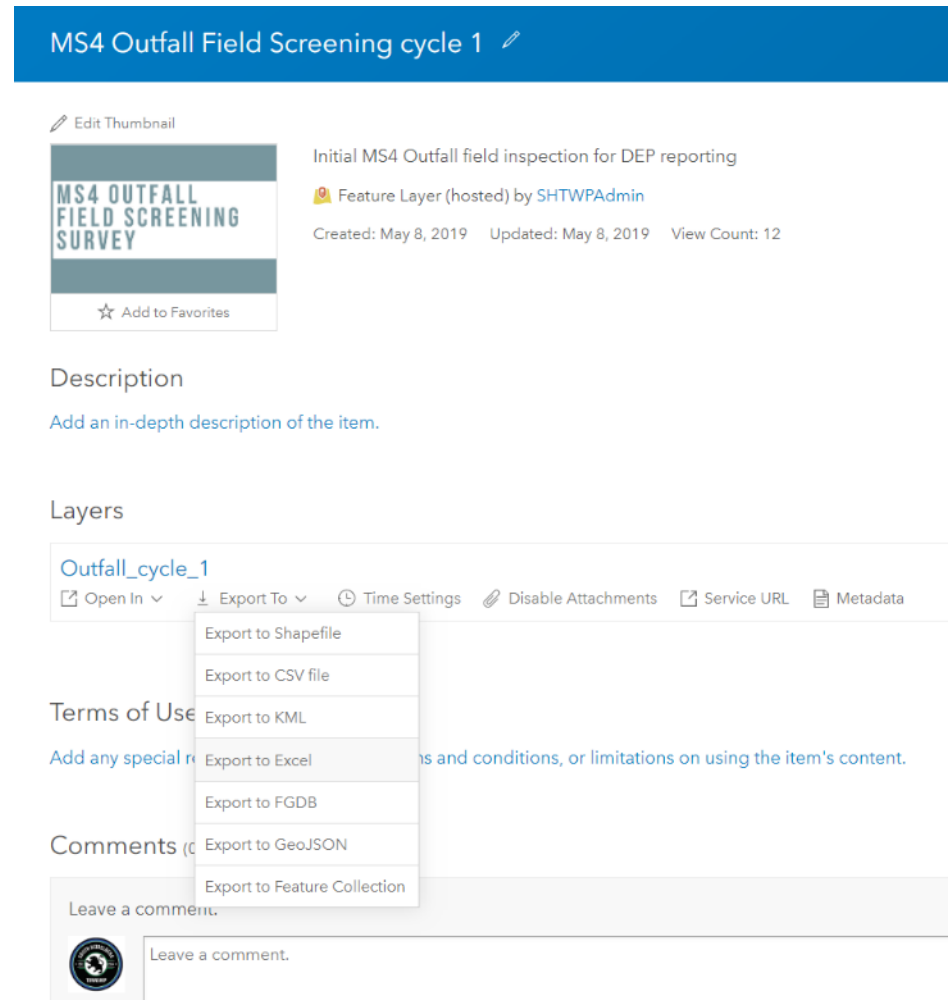 MS4 Outfall Field Screening cycle 1
Edit Thumbnail
MS4 OUTFALL
FIELD SCREENING
SURVEY
Add to Favorites
Initial MS4 Outfall field inspection for DEP reporting
Feature Layer (hosted) by SHTWPAdmin
Created: May 8, 2019 Updated: May 8, 2019 View Count: 12
Description
Add an in-depth description of the item.
Layers
Outfall_cycle_1
Open In Export To Time Settings Disable Attachments Service URL Metadata
Export to Shapefile
Export to CSV file
Export to KML
Export to Excel
Export to FGDB
Export to GeoJSON
Export to Feature Collection
Terms of Use
Add any special and conditions, or limitations on using the item's content.
Comments
Leave a comment.
Leave a comment.